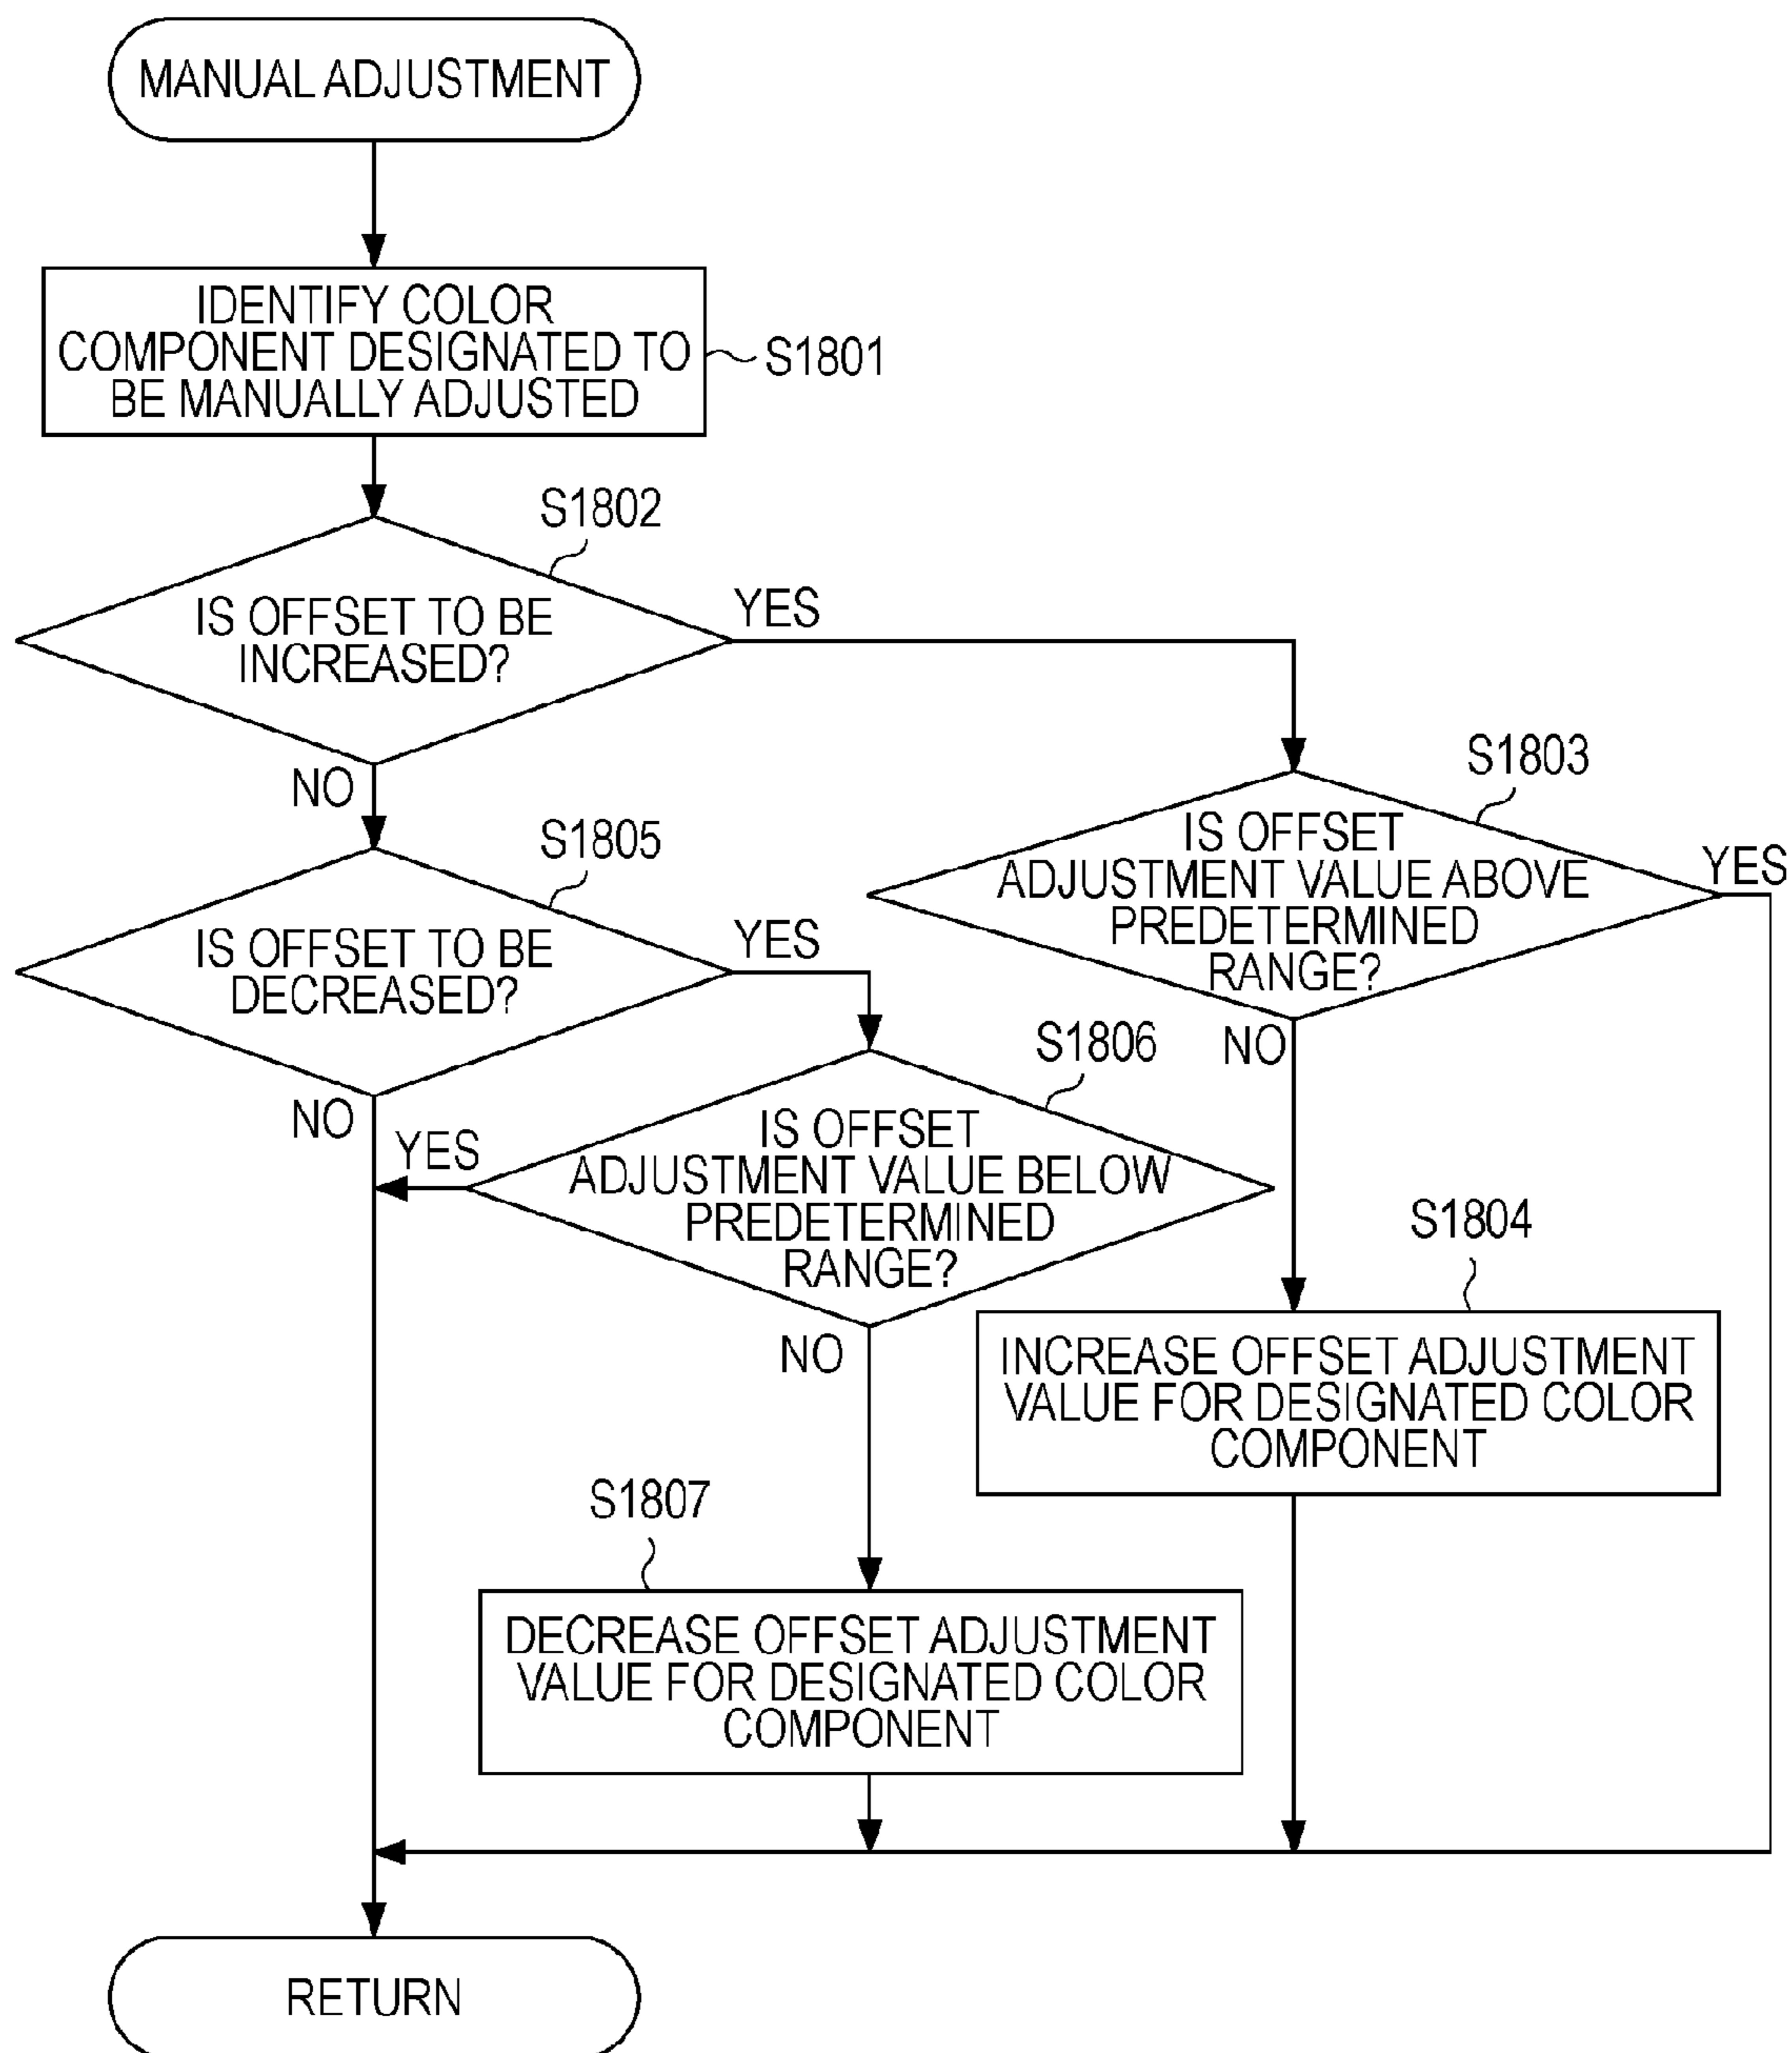 MANUAL ADJUSTMENT
IDENTIFY COLOR
COMPONENT DESIGNATED TO
BE MANUALLY ADJUSTED
S1801
S1802
IS OFFSET TO BE
INCREASED?
YES
NO
S1803
IS OFFSET
ADJUSTMENT VALUE ABOVE
PREDETERMINED
RANGE?
YES
NO
S1805
IS OFFSET TO BE
DECREASED?
YES
NO
S1806
IS OFFSET
ADJUSTMENT VALUE BELOW
PREDETERMINED
RANGE?
YES
NO
S1804
INCREASE OFFSET ADJUSTMENT
VALUE FOR DESIGNATED COLOR
COMPONENT
S1807
DECREASE OFFSET ADJUSTMENT
VALUE FOR DESIGNATED COLOR
COMPONENT
RETURN